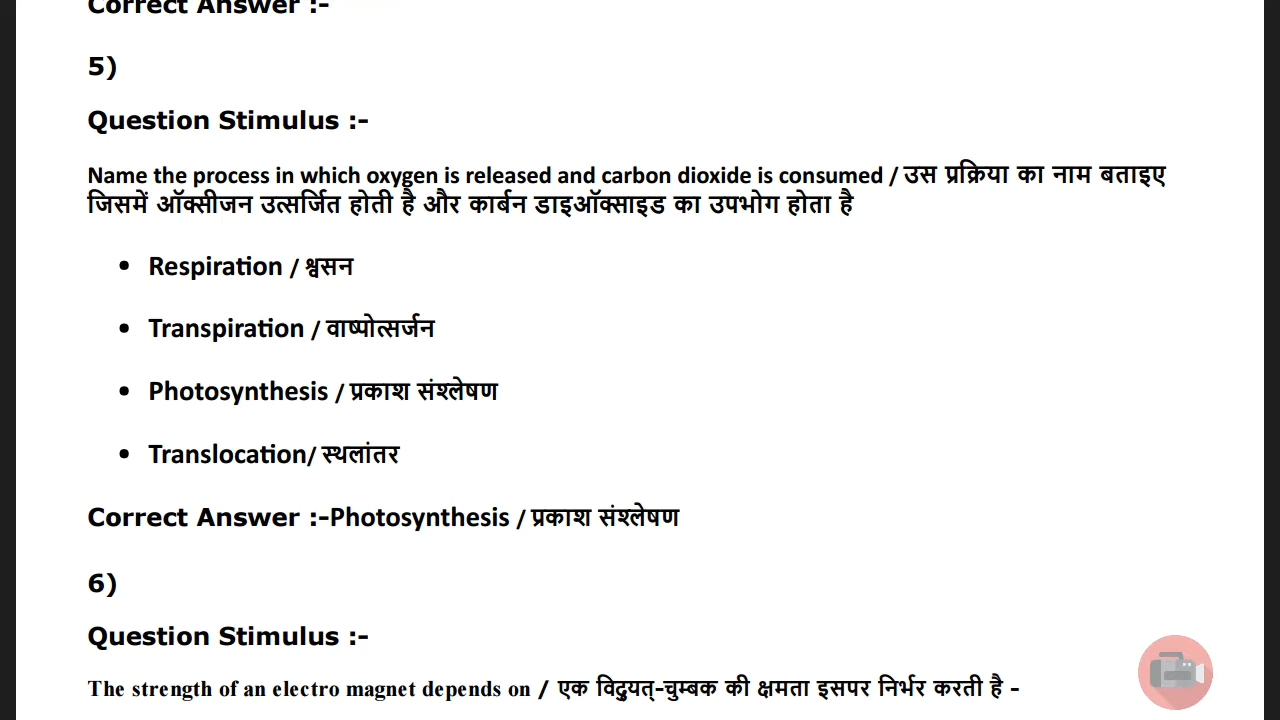 Correct Answer :-
5)
Question Stimulus :-
Name the process in which oxygen is released and carbon dioxide is consumed / उस प्रक्रिया का नाम बताइए
जिसमें ऑक्सीजन उत्सर्जित होती है और कार्बन डाइऑक्साइड का उपभोग होता है
• Respiration / श्वसन
• Transpiration / वाष्पोत्सर्जन
• Photosynthesis / प्रकाश संश्लेषण
• Translocation/ स्थलांतर
Correct Answer :-Photosynthesis / प्रकाश संश्लेषण
6)
Question Stimulus :-
The strength of an electro magnet depends on / एक विद्युयत्-चुम्बक की क्षमता इसपर निर्भर करती है -